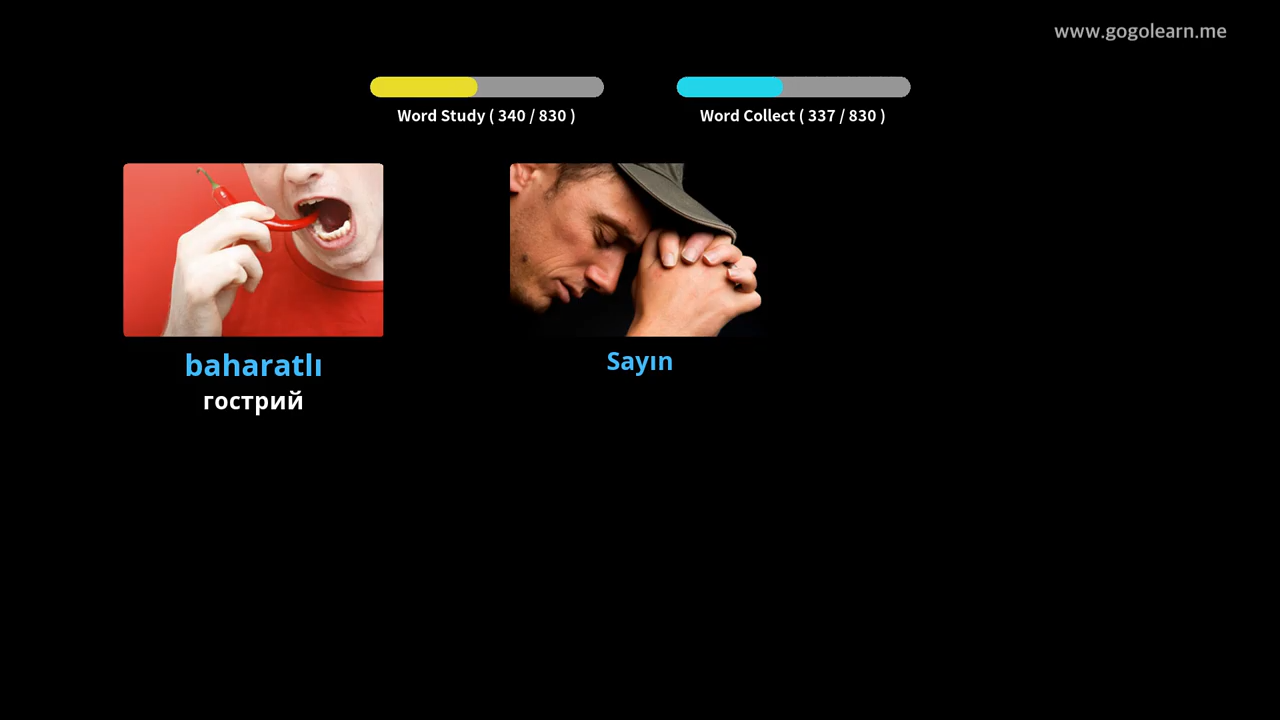 www.gogolearn.me
Word Study ( 340 / 830 )
Word Collect ( 337 / 830 )
baharatlı
гострий
Sayın